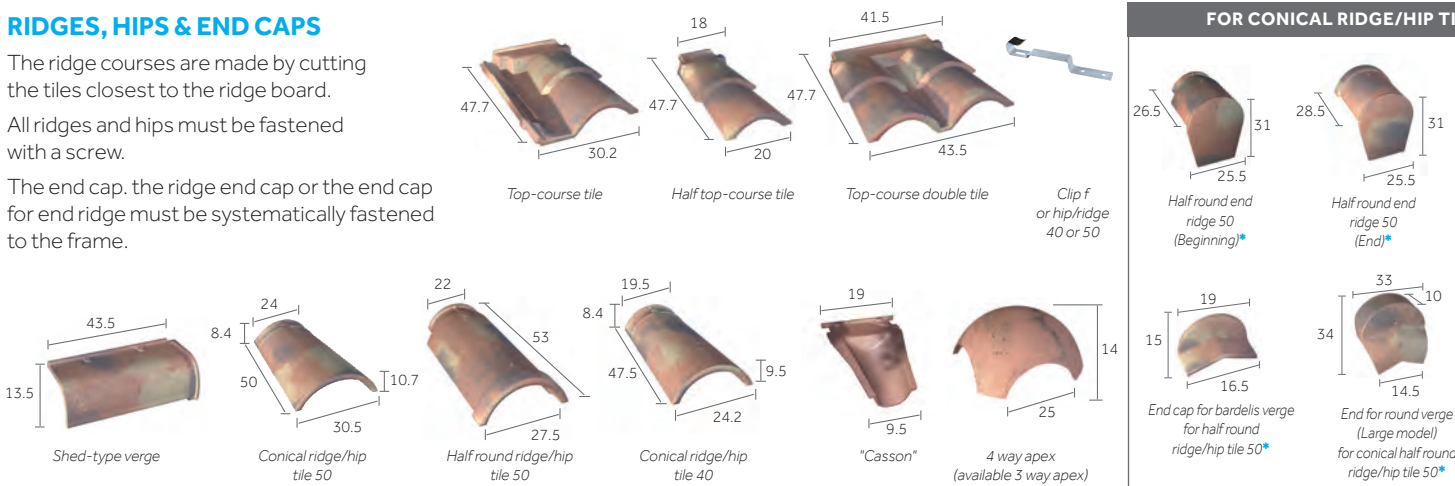 RIDGES, HIPS & END CAPS
The ridge courses are made by cutting
the tiles closest to the ridge board.
All ridges and hips must be fastened
with a screw.
The end cap. the ridge end cap or the end cap
for end ridge must be systematically fastened
to the frame.
47.7
30.2
Top-course tile
18
47.7
20
Half top-course tile
41.5
47.7
43.5
Top-course double tile
Clip f
or hip/ridge
40 or 50
43.5
13.5
Shed-type verge
24
8.4
50
10.7
30.5
Conical ridge/hip
tile 50
22
53
27.5
Half round ridge/hip
tile 50
19.5
8.4
47.5
9.5
24.2
Conical ridge/hip
tile 40
19
9.5
"Casson"
14
25
4 way apex
(available 3 way apex)
FOR CONICAL RIDGE/HIP TI
26.5
31
25.5
Half round end
ridge 50
(Beginning)*
28.5
31
25.5
Half round end
ridge 50
(End)*
19
15
16.5
End cap for bardelis verge
for half round
ridge/hip tile 50*
33
10
34
14.5
End for round verge
(Large model)
for conical half round
ridge/hip tile 50*